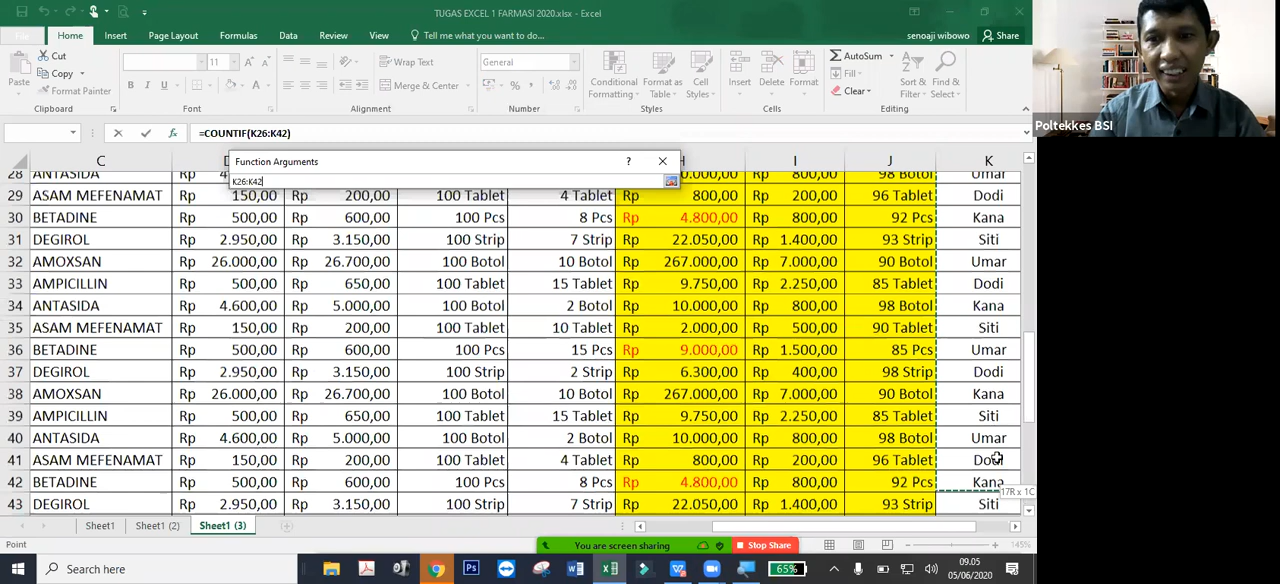 TUGAS EXCEL 1 FARMASI 2020.xlsx - Excel
File Home Insert Page Layout Formulas Data Review View Tell me what you want to do... senoaji wibowo Share
Paste Cut Copy Format Painter Clipboard
11 B I U Font
Wrap Text Merge & Center Alignment
General % , Number
Conditional Formatting Format as Table Cell Styles Styles
Insert Delete Format Cells
AutoSum Fill Clear Sort & Filter Find & Select Editing
Poltekkes BSI
=COUNTIF(K26:K42)
Function Arguments ?
K26:K42
C D H I J K
28 ANTASIDA Rp Rp 800,00 98 Botol Umar
29 ASAM MEFENAMAT Rp 150,00 Rp 200,00 100 Tablet 4 Tablet Rp 800,00 Rp 200,00 96 Tablet Dodi
30 BETADINE Rp 500,00 Rp 600,00 100 Pcs 8 Pcs Rp 4.800,00 Rp 800,00 92 Pcs Kana
31 DEGIROL Rp 2.950,00 Rp 3.150,00 100 Strip 7 Strip Rp 22.050,00 Rp 1.400,00 93 Strip Siti
32 AMOXSAN Rp 26.000,00 Rp 26.700,00 100 Botol 10 Botol Rp 267.000,00 Rp 7.000,00 90 Botol Umar
33 AMPICILLIN Rp 500,00 Rp 650,00 100 Tablet 15 Tablet Rp 9.750,00 Rp 2.250,00 85 Tablet Dodi
34 ANTASIDA Rp 4.600,00 Rp 5.000,00 100 Botol 2 Botol Rp 10.000,00 Rp 800,00 98 Botol Kana
35 ASAM MEFENAMAT Rp 150,00 Rp 200,00 100 Tablet 10 Tablet Rp 2.000,00 Rp 500,00 90 Tablet Siti
36 BETADINE Rp 500,00 Rp 600,00 100 Pcs 15 Pcs Rp 9.000,00 Rp 1.500,00 85 Pcs Umar
37 DEGIROL Rp 2.950,00 Rp 3.150,00 100 Strip 2 Strip Rp 6.300,00 Rp 400,00 98 Strip Dodi
38 AMOXSAN Rp 26.000,00 Rp 26.700,00 100 Botol 10 Botol Rp 267.000,00 Rp 7.000,00 90 Botol Kana
39 AMPICILLIN Rp 500,00 Rp 650,00 100 Tablet 15 Tablet Rp 9.750,00 Rp 2.250,00 85 Tablet Siti
40 ANTASIDA Rp 4.600,00 Rp 5.000,00 100 Botol 2 Botol Rp 10.000,00 Rp 800,00 98 Botol Umar
41 ASAM MEFENAMAT Rp 150,00 Rp 200,00 100 Tablet 4 Tablet Rp 800,00 Rp 200,00 96 Tablet Dodi
42 BETADINE Rp 500,00 Rp 600,00 100 Pcs 8 Pcs Rp 4.800,00 Rp 800,00 92 Pcs Kana
17R x 1C
43 DEGIROL Rp 2.950,00 Rp 3.150,00 100 Strip 7 Strip Rp 22.050,00 Rp 1.400,00 93 Strip Siti
Sheet1 Sheet1 (2) Sheet1 (3)
Point You are screen sharing Stop Share 145%
Search here 65% 09.05
05/06/2020